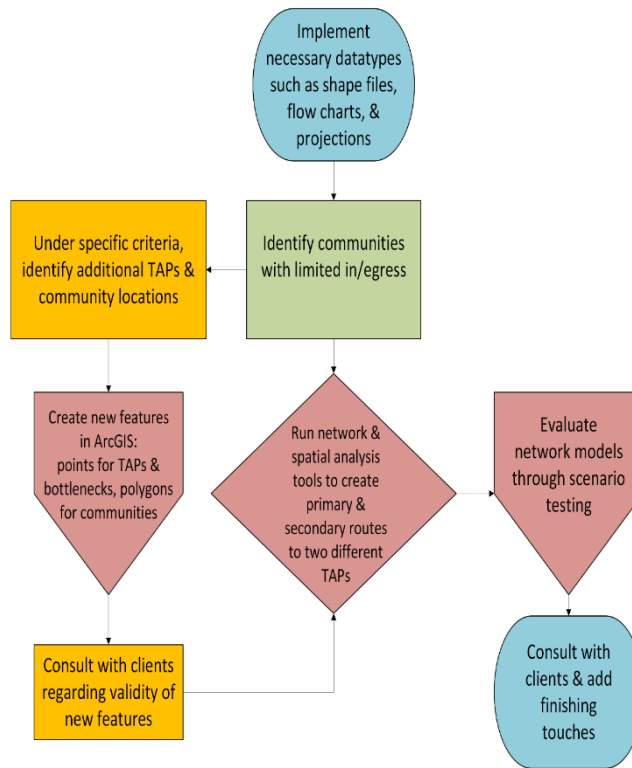 Implement
necessary datatypes
such as shape files,
flow charts, &
projections
Under specific criteria,
identify additional TAPs &
community locations
Identify communities
with limited in/egress
Create new features
in ArcGIS:
points for TAPs &
bottlenecks, polygons
for communities
Run network &
spatial analysis
tools to create
primary &
secondary routes
to two different
TAPs
Evaluate
network models
through scenario
testing
Consult with clients
regarding validity of
new features
Consult with
clients & add
finishing
touches